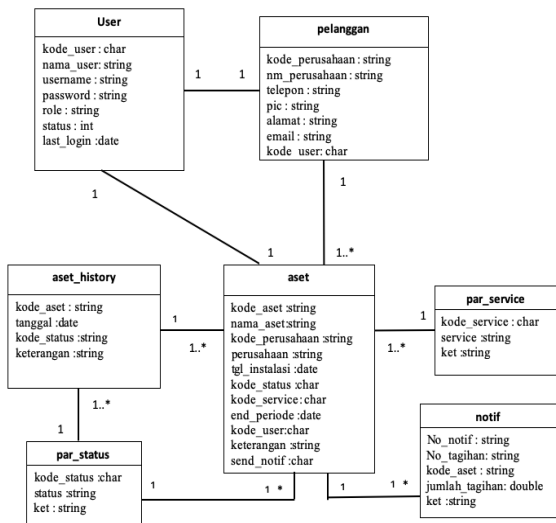 User
kode_user : char
nama_user: string
username : string
password : string
role : string
status : int
last_login :date
pelanggan
kode_perusahaan : string
nm_perusahaan : string
telepon : string
pic : string
alamat : string
email : string
kode_user: char
1
1
1
1
1
1..*
aset_history
kode_aset : string
tanggal :date
kode_status :string
keterangan :string
aset
kode_aset :string
nama_aset:string
kode_perusahaan :string
perusahaan :string
tgl_instalasi :date
kode_status :char
kode_service: char
end_periode :date
kode_user:char
keterangan :string
send_notif :char
par_service
kode_service : char
service :string
ket :string
1
1..*
1
1..*
1..*
1
par_status
kode_status :char
status :string
ket : string
notif
No_notif : string
No_tagihan: string
kode_aset : string
jumlah_tagihan: double
ket :string
1
1 *
1
1 *